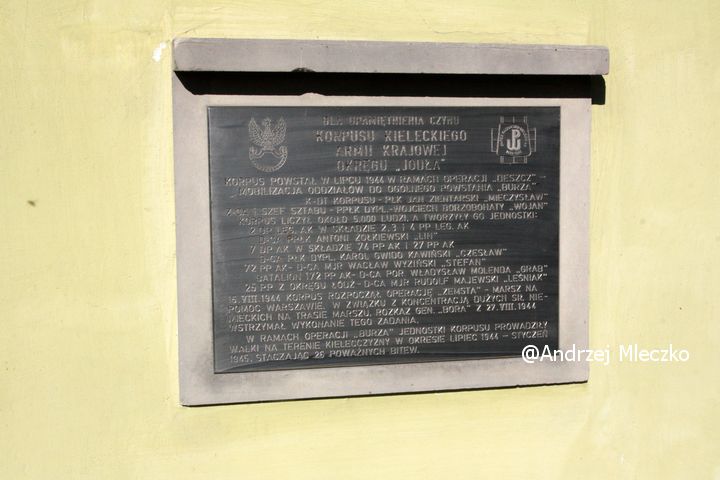 DLA UPAMIĘTNIENIA CZYNU
KORPUSU KIELECKIEGO
ARMII KRAJOWEJ
OKRĘGU „JODŁA”
KORPUS POWSTAŁ W LIPCU 1944 W RAMACH OPERACJI „DESZCZ” –
MOBILIZACJA ODDZIAŁÓW DO OGÓLNEGO POWSTANIA „BURZA”
K-DT KORPUSU – PŁK JAN ZIENTARSKI „MIECZYSŁAW”
ZAST. I SZEF SZTABU – PPŁK DYPL. WOJCIECH BORZOBOHATY „WOJAN”
KORPUS LICZYŁ OKOŁO 5.000 LUDZI, A TWORZYŁY GO JEDNOSTKI:
2 DP LEG. AK W SKŁADZIE 2, 3 I 4 PP LEG. AK
D-CA PPŁK ANTONI ŻÓŁKIEWSKI „LIN”
7 DP AK W SKŁADZIE 74 PP AK I 27 PP AK
D-CA PŁK DYPL. KAROL GWIDO KAWIŃSKI „CZESŁAW”
72 PP AK – D-CA MJR WACŁAW WYZIŃSKI „STEFAN”
BATALION 172 PP AK – D-CA POR WŁADYSŁAW MOLENDA „GRAB”
25 PP Z OKRĘGU ŁÓDŹ – D-CA MJR RUDOLF MAJEWSKI „LEŚNIAK”
15.VIII.1944 KORPUS ROZPOCZĄŁ OPERACJĘ „ZEMSTA” – MARSZ NA
POMOC WARSZAWIE. W ZWIĄZKU Z KONCENTRACJĄ DUŻYCH SIŁ NIE-
MIECKICH NA TRASIE MARSZU, ROZKAZ GEN. „BORA” Z 27.VIII.1944
WSTRZYMAŁ WYKONANIE TEGO ZADANIA.
W RAMACH OPERACJI „BURZA” JEDNOSTKI KORPUSU PROWADZIŁY
WALKI NA TERENIE KIELECCZYZNY W OKRESIE LIPIEC 1944 – STYCZEŃ
1945, STACZAJĄC 26 POWAŻNYCH BITEW.
@Andrzej Mleczko